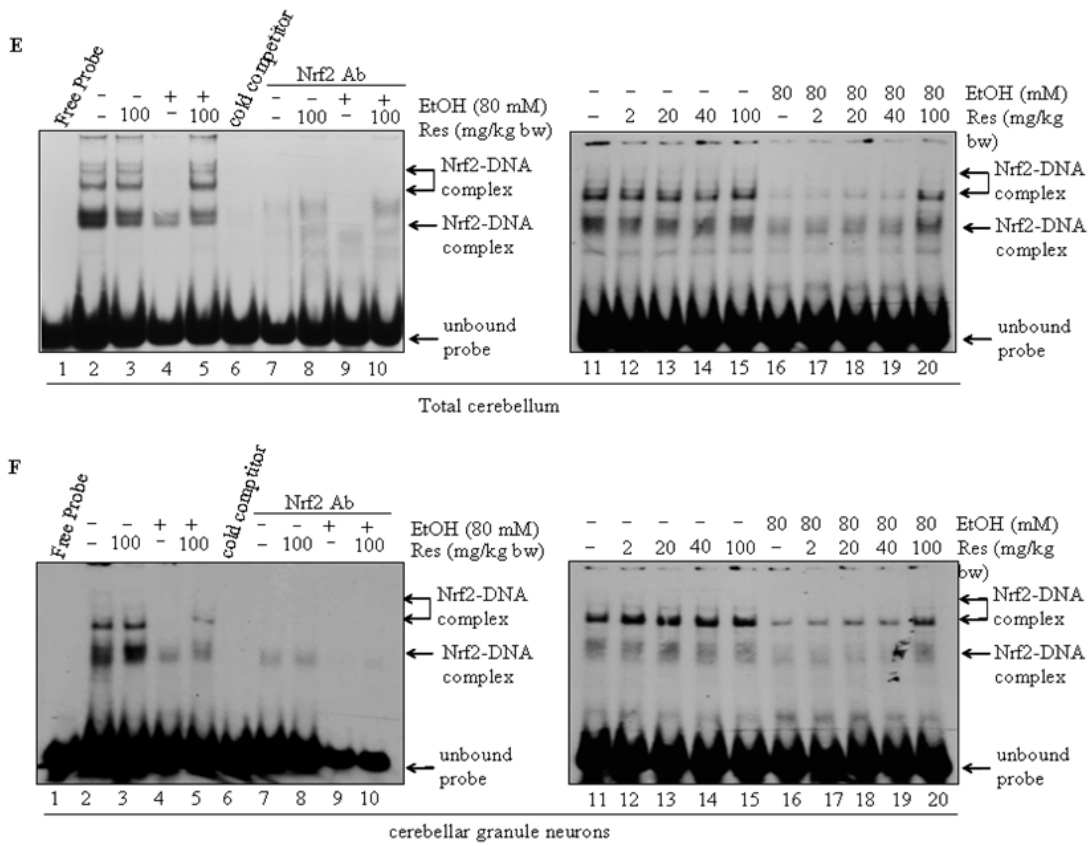 E
Free Probe
cold competitor
Nrf2 Ab
- - + + - - + + EtOH (80 mM)
- 100 - 100 - 100 - 100 Res (mg/kg bw)
Nrf2-DNA
complex
Nrf2-DNA
complex
unbound
probe
1 2 3 4 5 6 7 8 9 10
- - - - - 80 80 80 80 80 EtOH (mM)
- 2 20 40 100 - 2 20 40 100 Res (mg/kg
bw)
Nrf2-DNA
complex
Nrf2-DNA
complex
unbound
probe
11 12 13 14 15 16 17 18 19 20
Total cerebellum
F
Free Probe
cold comptitor
Nrf2 Ab
- - + + - - + + EtOH (80 mM)
- 100 - 100 - 100 - 100 Res (mg/kg bw)
Nrf2-DNA
complex
Nrf2-DNA
complex
unbound
probe
1 2 3 4 5 6 7 8 9 10
- - - - - 80 80 80 80 80 EtOH (mM)
- 2 20 40 100 - 2 20 40 100 Res (mg/kg
bw)
Nrf2-DNA
complex
Nrf2-DNA
complex
unbound
probe
11 12 13 14 15 16 17 18 19 20
cerebellar granule neurons